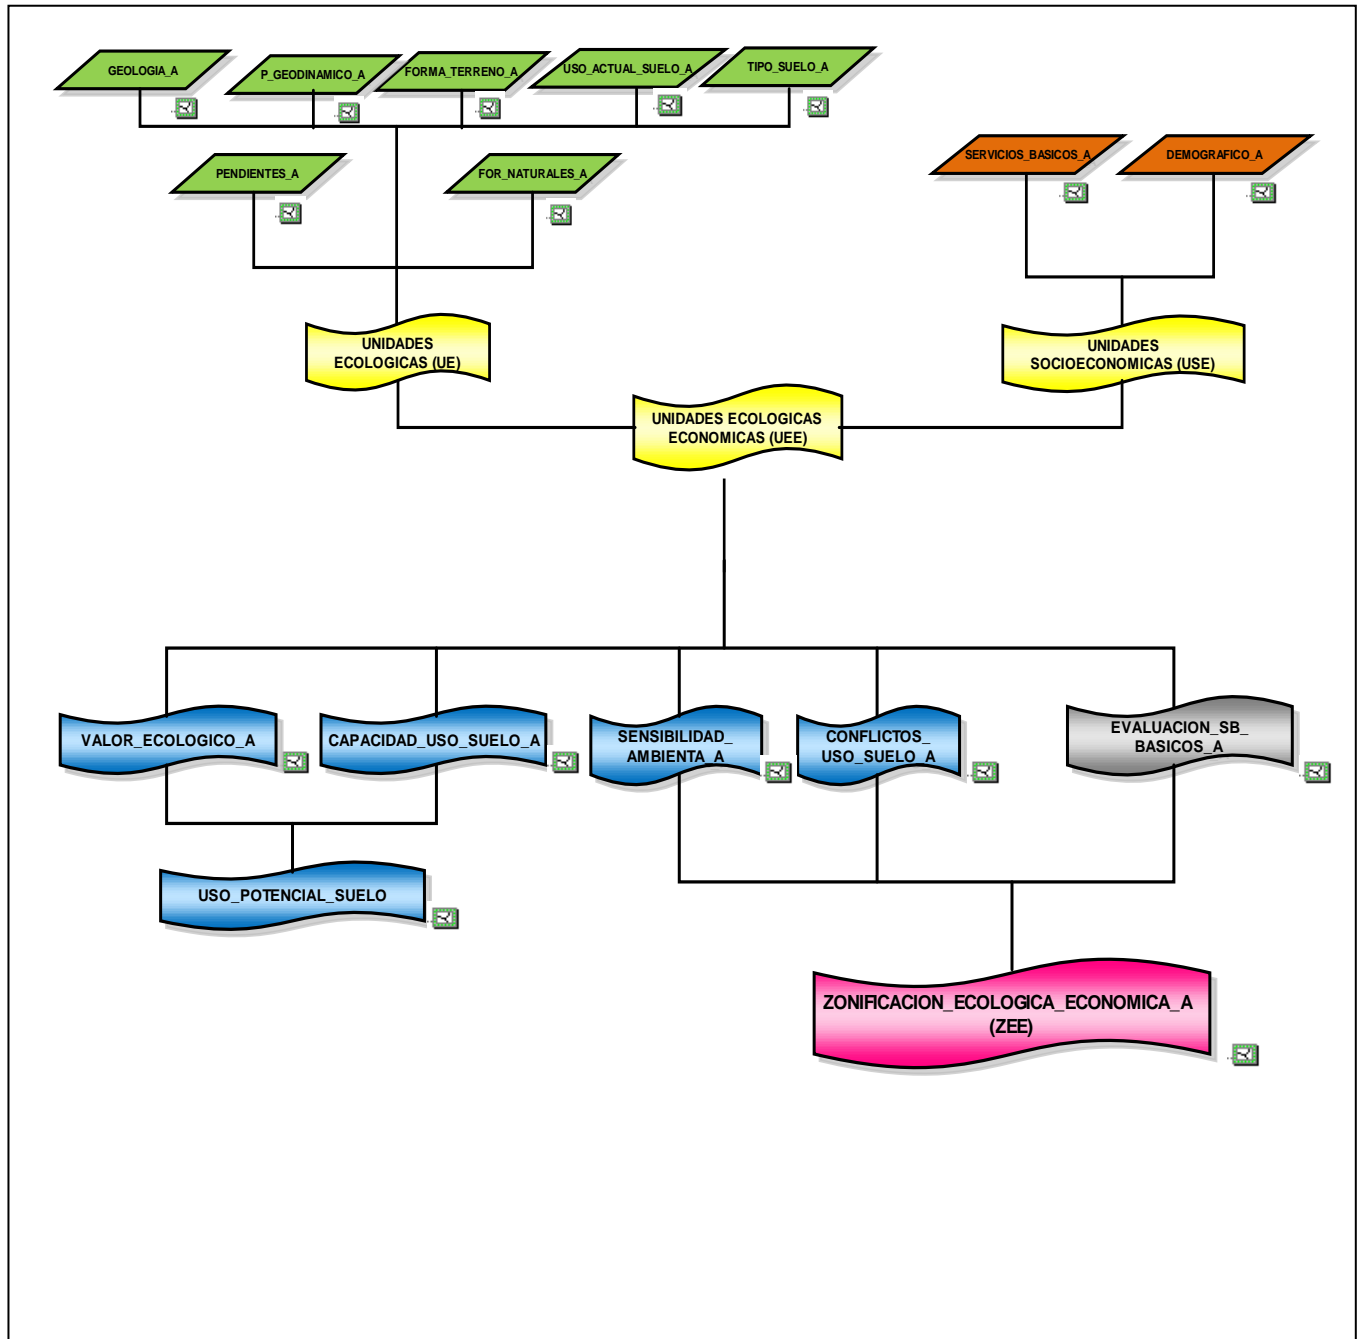 GEOLOGIA_A
P_GEODINAMICO_A
FORMA_TERRENO_A
USO_ACTUAL_SUELO_A
TIPO_SUELO_A
SERVICIOS_BASICOS_A
DEMOGRAFICO_A
PENDIENTES_A
FOR_NATURALES_A
UNIDADES
ECOLOGICAS (UE)
UNIDADES
SOCIOECONOMICAS (USE)
UNIDADES ECOLOGICAS
ECONOMICAS (UEE)
VALOR_ECOLOGICO_A
CAPACIDAD_USO_SUELO_A
SENSIBILIDAD_
AMBIENTA_A
CONFLICTOS_
USO_SUELO_A
EVALUACION_SB_
BASICOS_A
USO_POTENCIAL_SUELO
ZONIFICACION_ECOLOGICA_ECONOMICA_A
(ZEE)